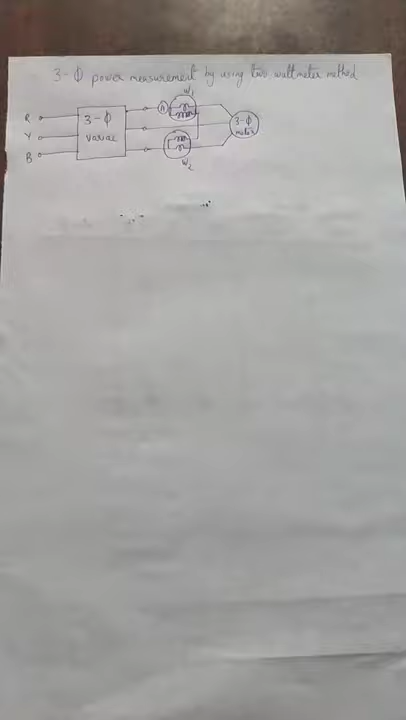 3-Φ power measurement by using two wattmeter method
W1
R
Y
B
3-Φ
variac
A
3-Φ
motor
W2